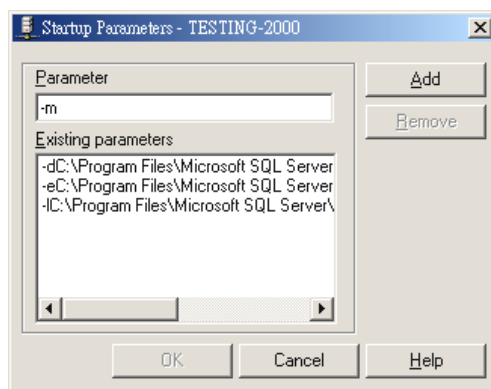 Startup Parameters - TESTING-2000
Parameter
Add
-m
Remove
Existing parameters
-dC:\Program Files\Microsoft SQL Server
-eC:\Program Files\Microsoft SQL Server
-lC:\Program Files\Microsoft SQL Server\
OK
Cancel
Help